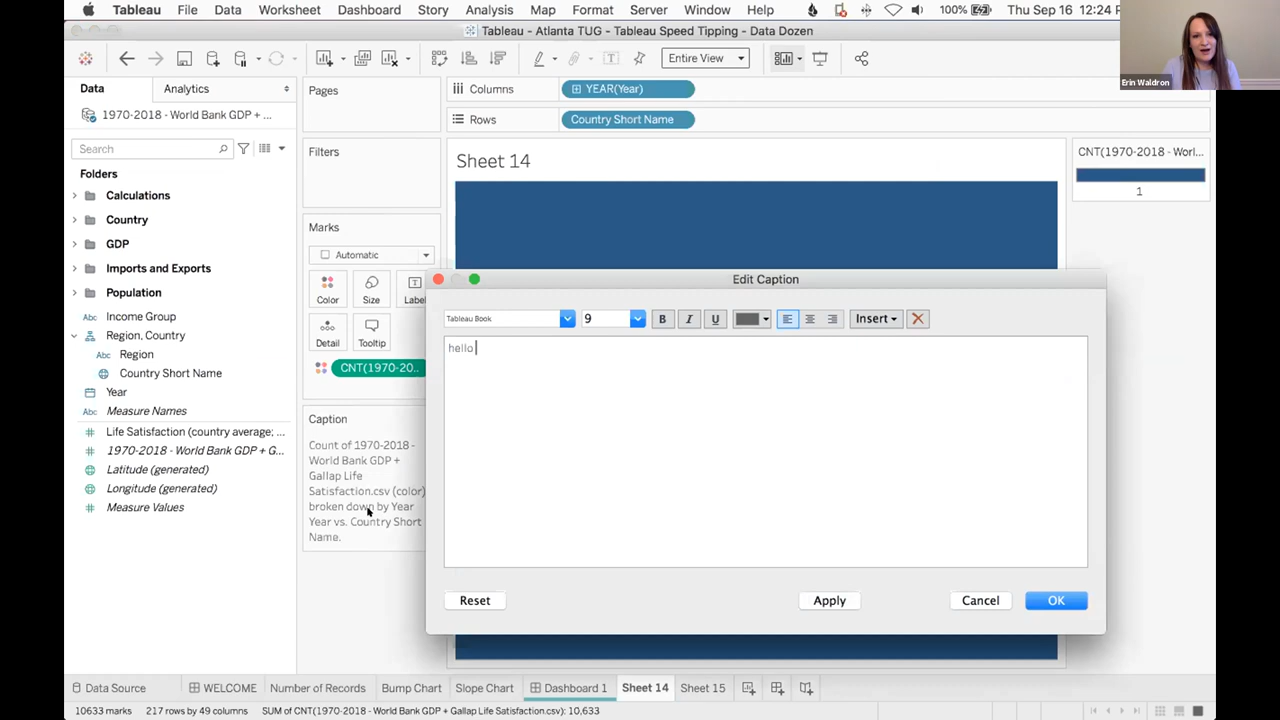 Tableau File Data Worksheet Dashboard Story Analysis Map Format Server Window Help 100% Thu Sep 16 12:24 P
Tableau - Atlanta TUG - Tableau Speed Tipping - Data Dozen
Erin Waldron
Entire View
Data Analytics
Pages
Columns YEAR(Year)
1970-2018 - World Bank GDP + ...
Rows Country Short Name
Search
Filters
Sheet 14
CNT(1970-2018 - Worl...
1
Folders
Calculations
Country
GDP
Imports and Exports
Population
Abc Income Group
Region, Country
Abc Region
Country Short Name
Year
Abc Measure Names
# Life Satisfaction (country average; ...
# 1970-2018 - World Bank GDP + G...
Latitude (generated)
Longitude (generated)
# Measure Values
Marks
Automatic
Color Size Label
Detail Tooltip
CNT(1970-20..
Caption
Count of 1970-2018 -
World Bank GDP +
Gallap Life
Satisfaction.csv (color)
broken down by Year
Year vs. Country Short
Name.
Edit Caption
Tableau Book 9 B I U Insert
hello
Reset Apply Cancel OK
Data Source WELCOME Number of Records Bump Chart Slope Chart Dashboard 1 Sheet 14 Sheet 15
10633 marks 217 rows by 49 columns SUM of CNT(1970-2018 - World Bank GDP + Gallap Life Satisfaction.csv): 10,633